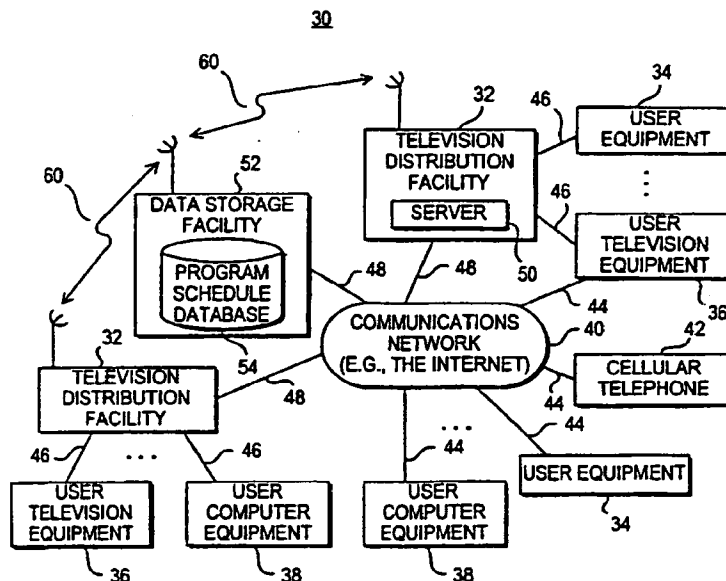 30
60
60
32
46
34
USER
EQUIPMENT
TELEVISION
DISTRIBUTION
FACILITY
SERVER
50
46
USER
TELEVISION
EQUIPMENT
36
52
DATA STORAGE
FACILITY
PROGRAM
SCHEDULE
DATABASE
54
48
48
44
COMMUNICATIONS
NETWORK
(E.G., THE INTERNET)
40
42
CELLULAR
TELEPHONE
44
32
TELEVISION
DISTRIBUTION
FACILITY
48
46
46
44
44
USER EQUIPMENT
34
USER
TELEVISION
EQUIPMENT
36
USER
COMPUTER
EQUIPMENT
38
USER
COMPUTER
EQUIPMENT
38